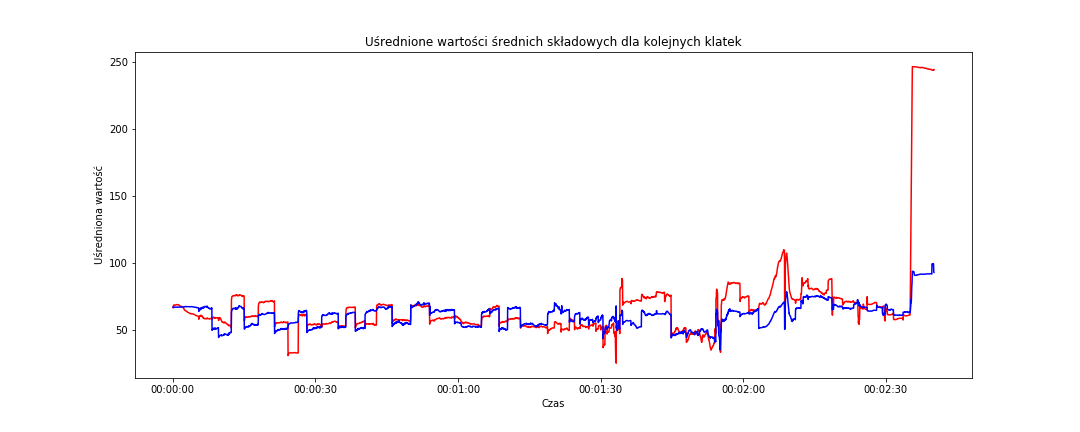 Uśrednione wartości średnich składowych dla kolejnych klatek
250
200
150
100
50
Uśredniona wartość
00:00:00 00:00:30 00:01:00 00:01:30 00:02:00 00:02:30
Czas